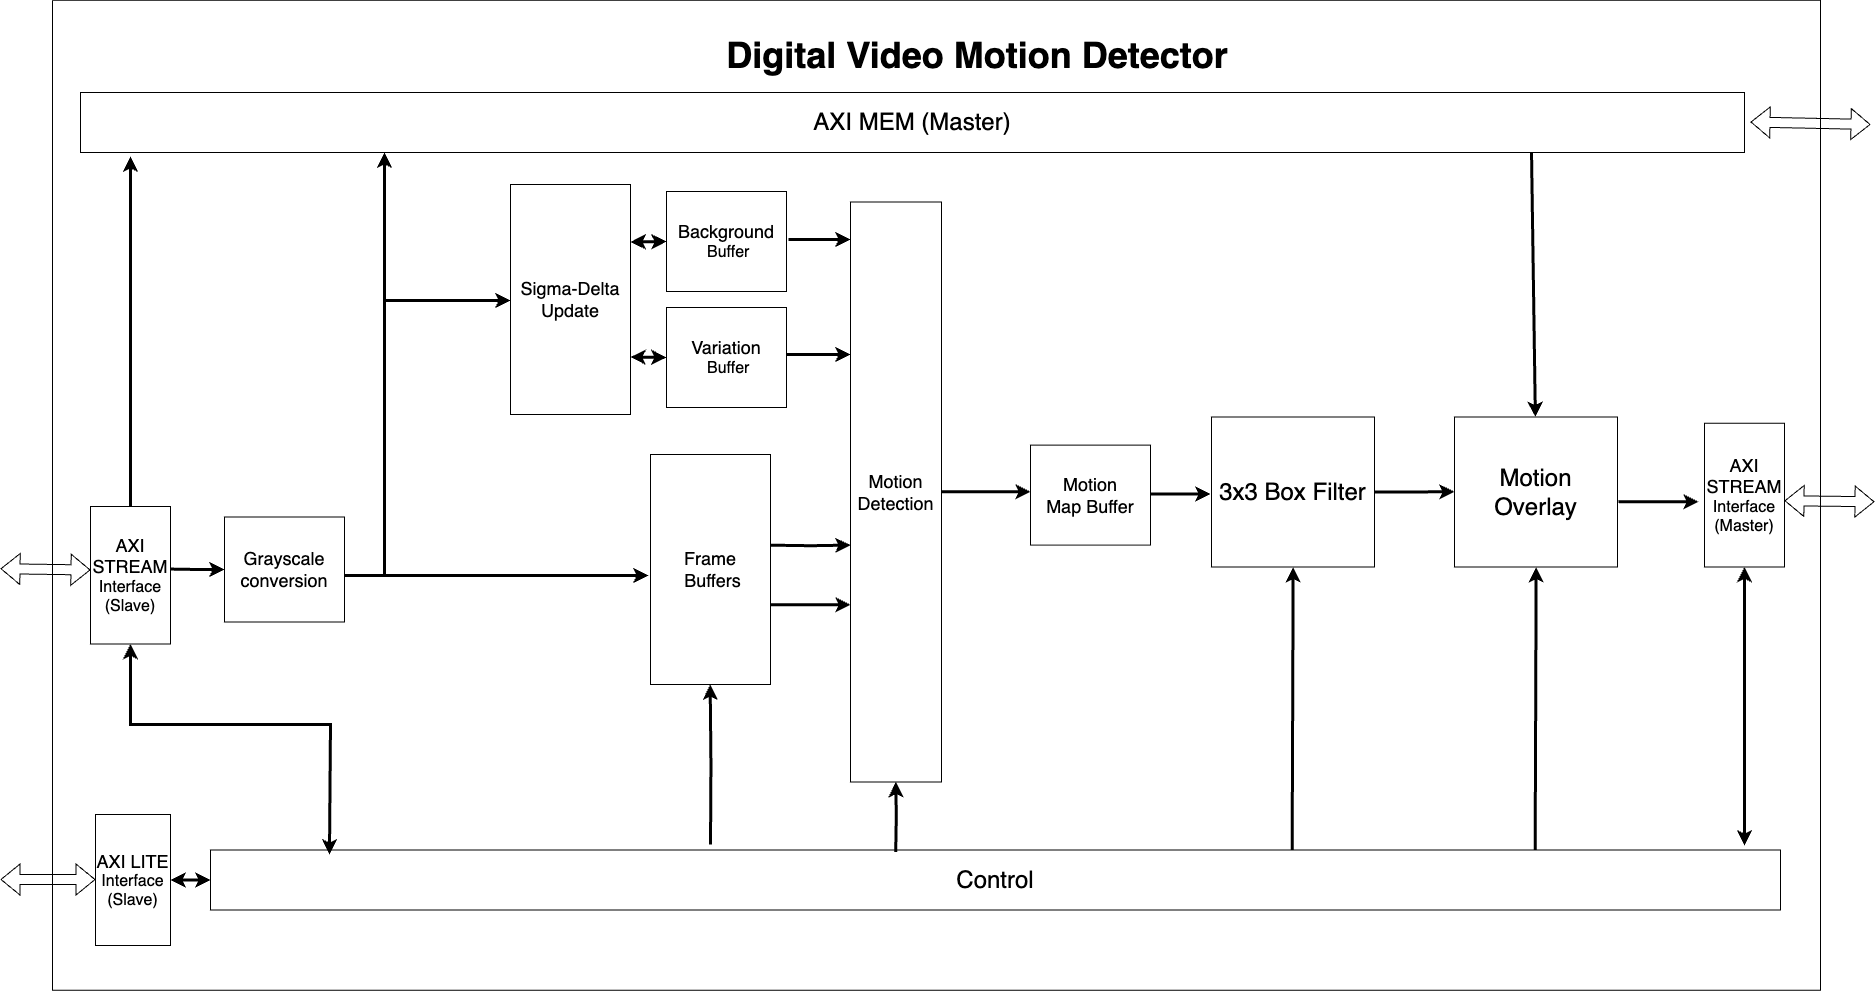 Digital Video Motion Detector
AXI MEM (Master)
Background
Buffer
Sigma-Delta
Update
Variation
Buffer
Motion
Detection
Motion
Map Buffer
3x3 Box Filter
Motion
Overlay
AXI
STREAM
Interface
(Master)
AXI
STREAM
Interface
(Slave)
Grayscale
conversion
Frame
Buffers
AXI LITE
Interface
(Slave)
Control